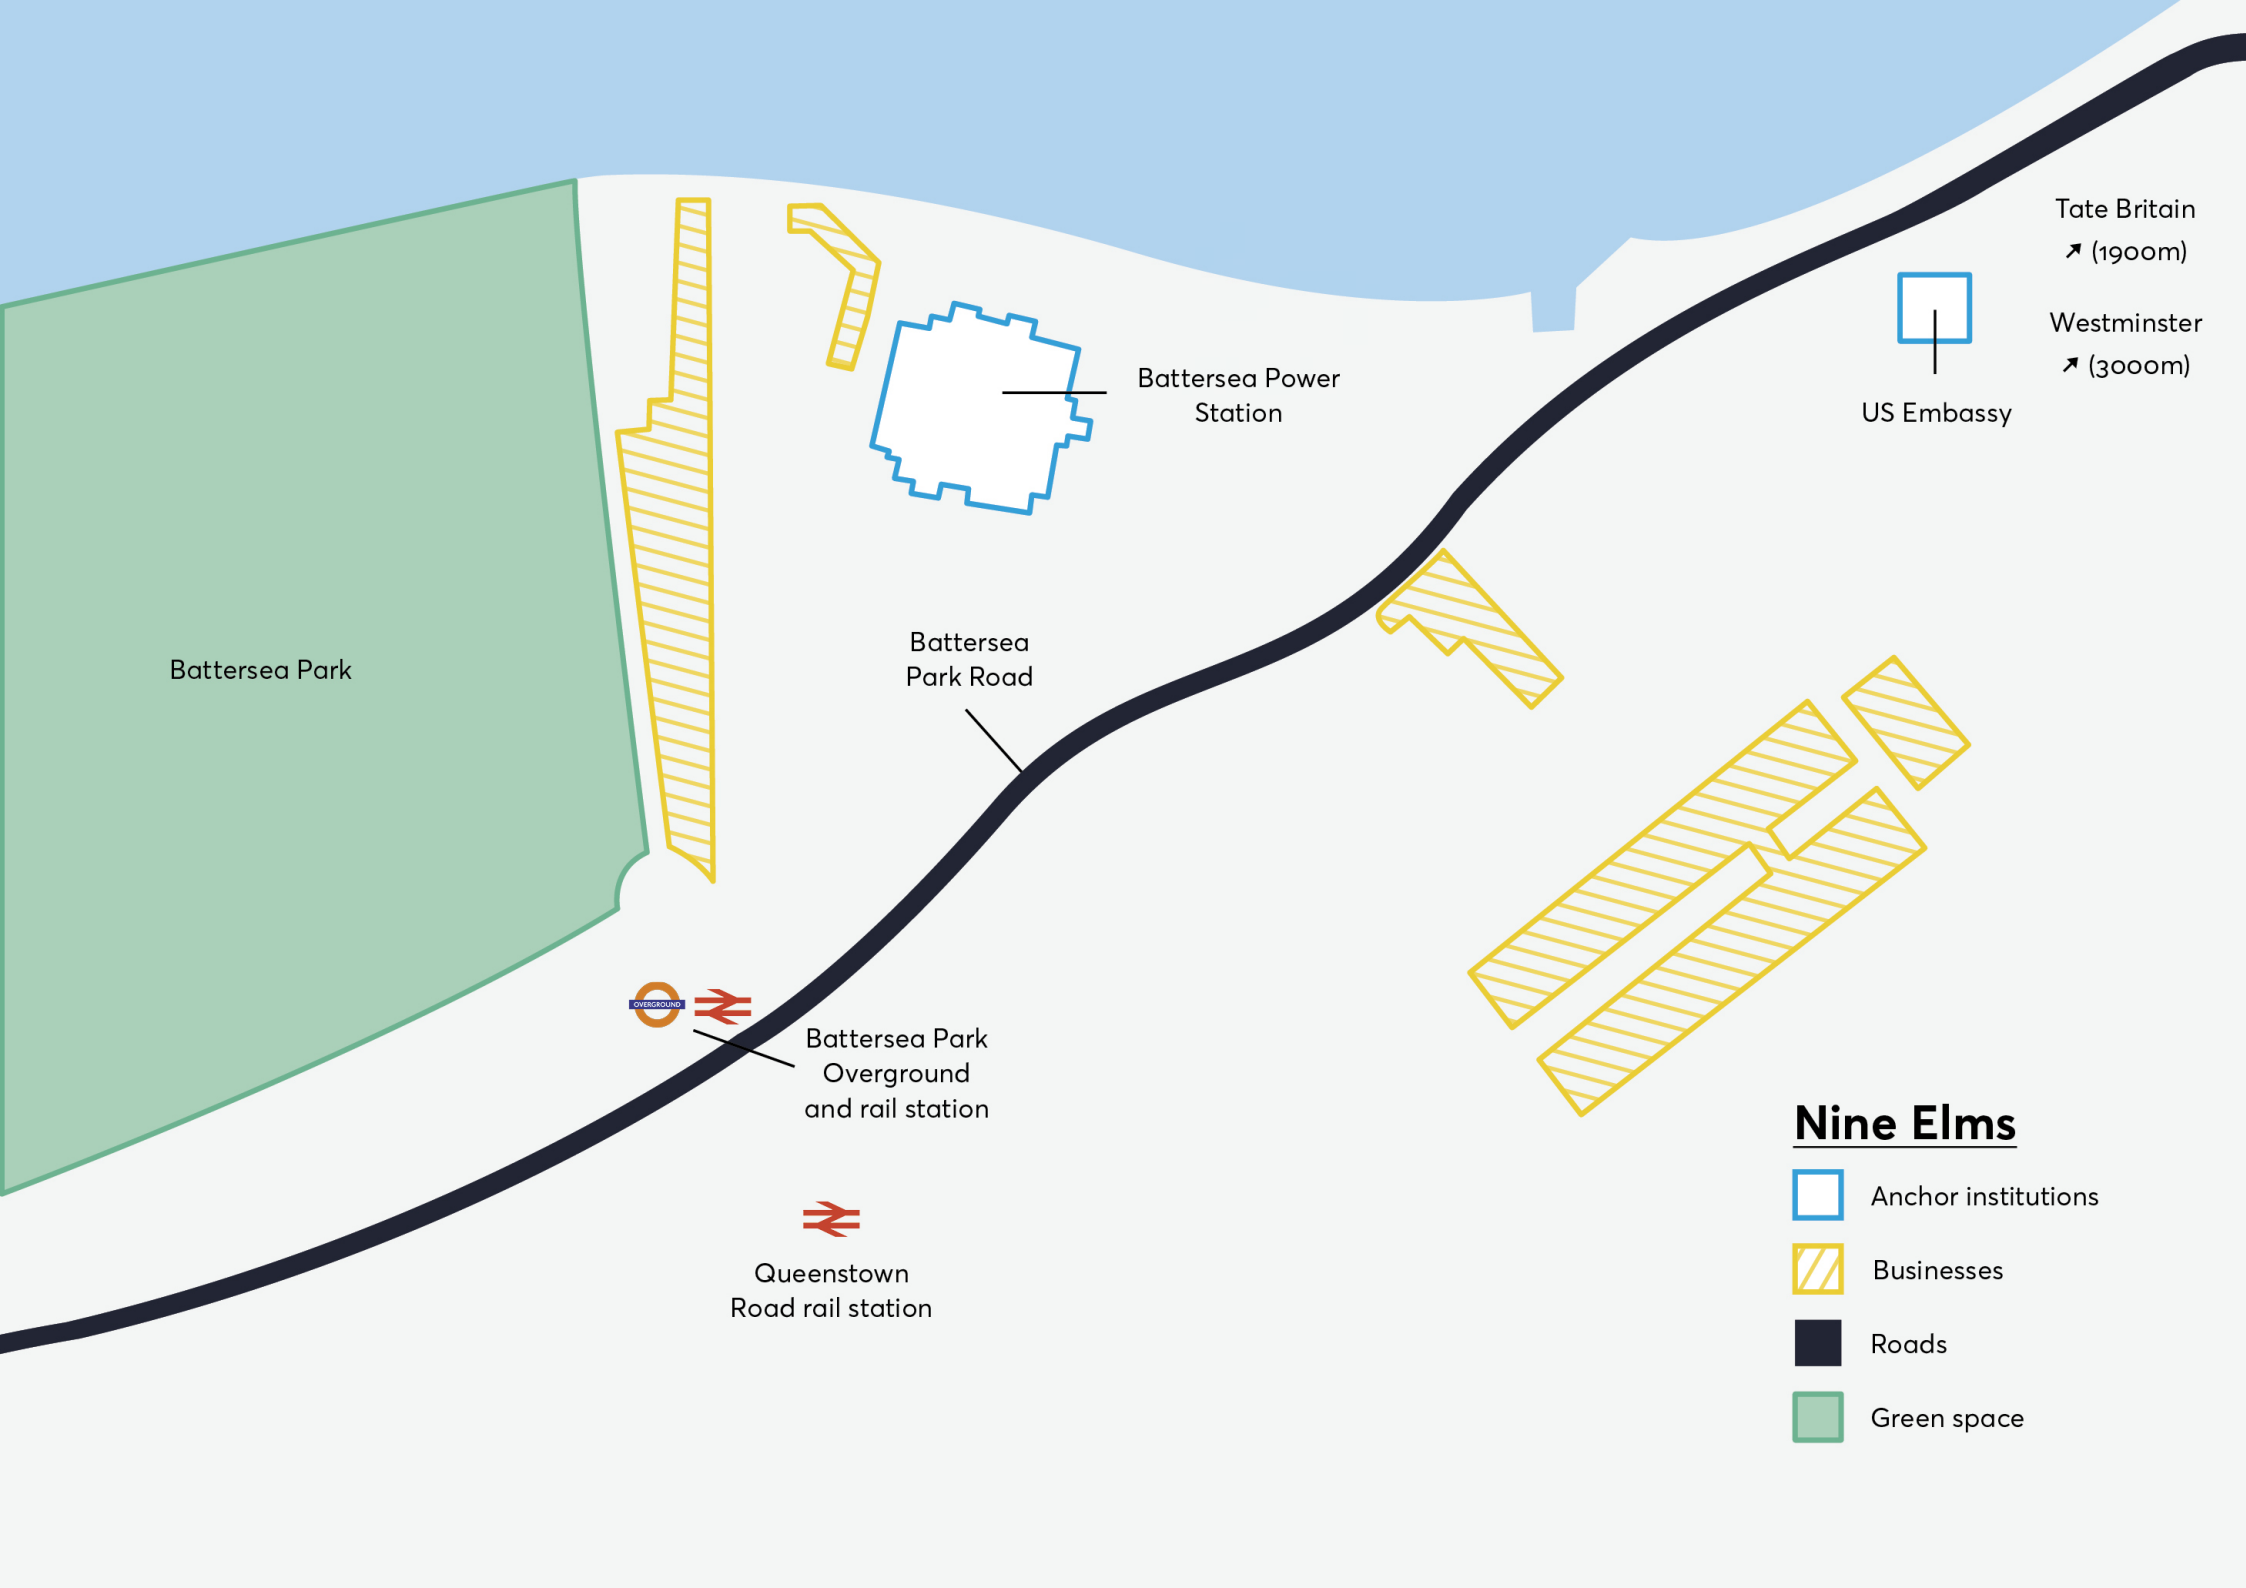 Tate Britain
(1900m)
Westminster
(3000m)
US Embassy
Battersea Power
Station
Battersea
Park Road
Battersea Park
OVERGROUND
Battersea Park
Overground
and rail station
Queenstown
Road rail station
Nine Elms
Anchor institutions
Businesses
Roads
Green space